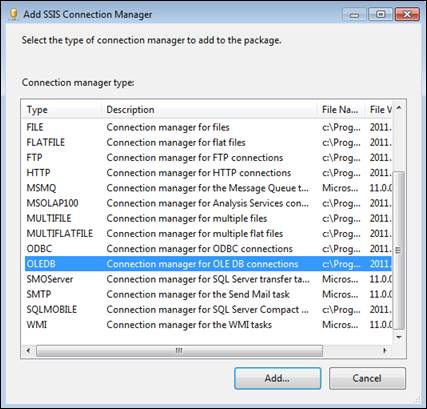 Add SSIS Connection Manager
Select the type of connection manager to add to the package.
Connection manager type:
Type Description File Na... File V
FILE Connection manager for files c:\Prog... 2011.
FLATFILE Connection manager for flat files c:\Prog... 2011.
FTP Connection manager for FTP connections c:\Prog... 2011.
HTTP Connection manager for HTTP connections c:\Prog... 2011.
MSMQ Connection manager for the Message Queue t... Micros... 11.0.0
MSOLAP100 Connection manager for Analysis Services con... c:\Prog... 2011.
MULTIFILE Connection manager for multiple files c:\Prog... 2011.
MULTIFLATFILE Connection manager for multiple flat files c:\Prog... 2011.
ODBC Connection manager for ODBC connections c:\Prog... 2011.
OLEDB Connection manager for OLE DB connections c:\Prog... 2011.
SMOServer Connection manager for SQL Server transfer ta... Micros... 11.0.0
SMTP Connection manager for the Send Mail task Micros... 11.0.0
SQLMOBILE Connection manager for SQL Server Compact ... c:\Prog... 2011.
WMI Connection manager for the WMI tasks Micros... 11.0.0
Add... Cancel